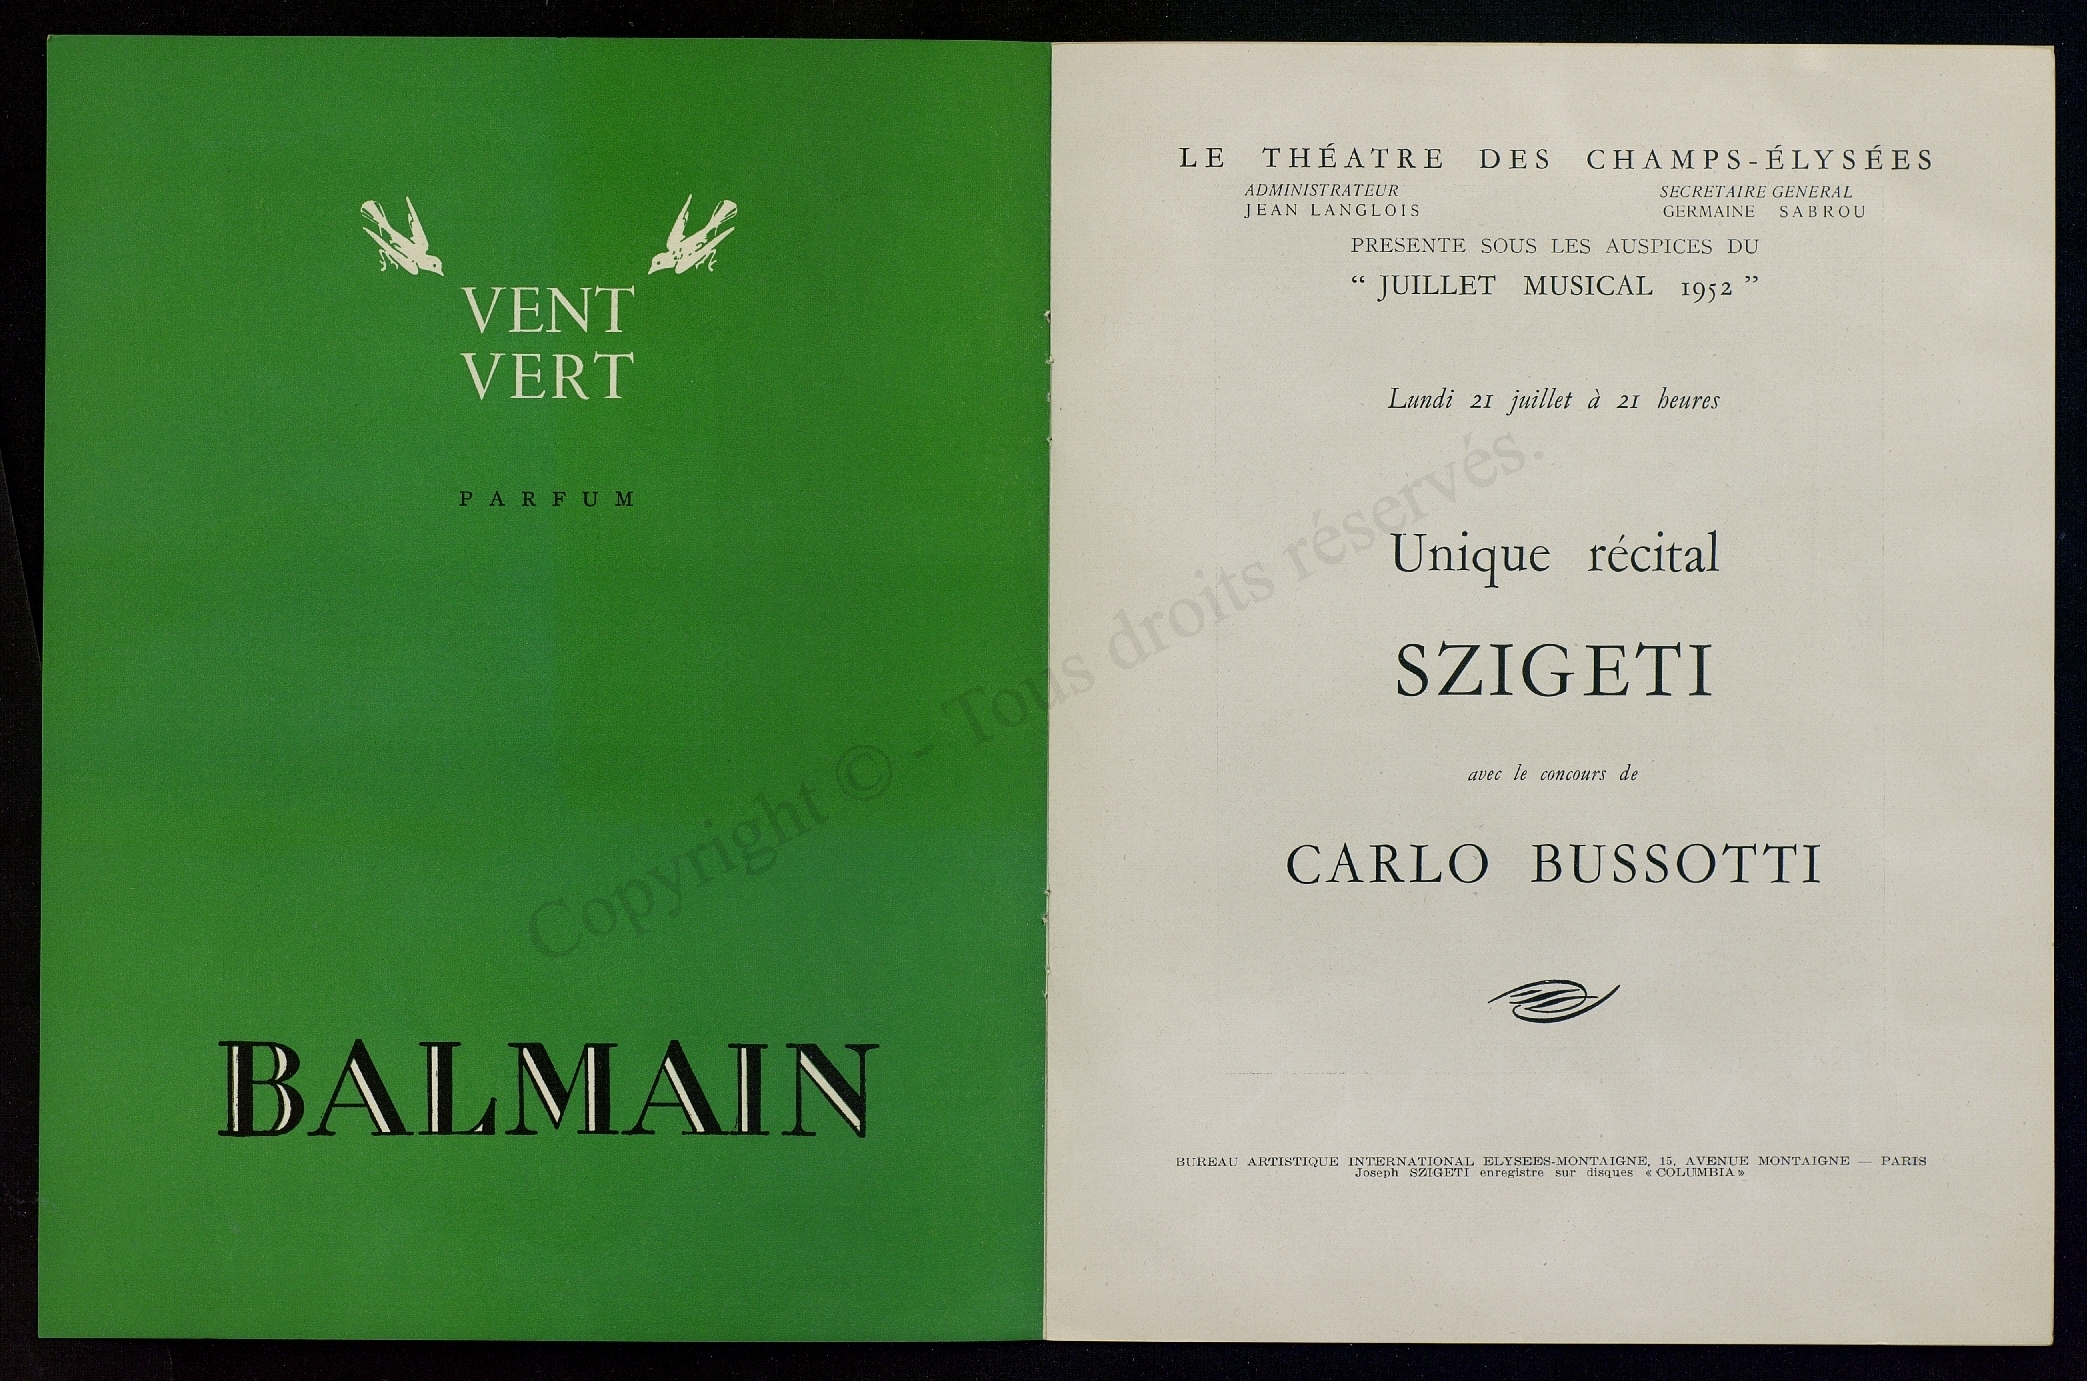 VENT
VERT
PARFUM
BALMAIN
LE THÉATRE DES CHAMPS-ÉLYSÉES
ADMINISTRATEUR SECRETAIRE GENERAL
JEAN LANGLOIS GERMAINE SABROU
PRESENTE SOUS LES AUSPICES DU
“ JUILLET MUSICAL 1952 ”
Lundi 21 juillet à 21 heures
Unique récital
SZIGETI
avec le concours de
CARLO BUSSOTTI
BUREAU ARTISTIQUE INTERNATIONAL ELYSEES-MONTAIGNE, 15, AVENUE MONTAIGNE — PARIS
Joseph SZIGETI enregistre sur disques « COLUMBIA »
Copyright © - Tous droits réservés.